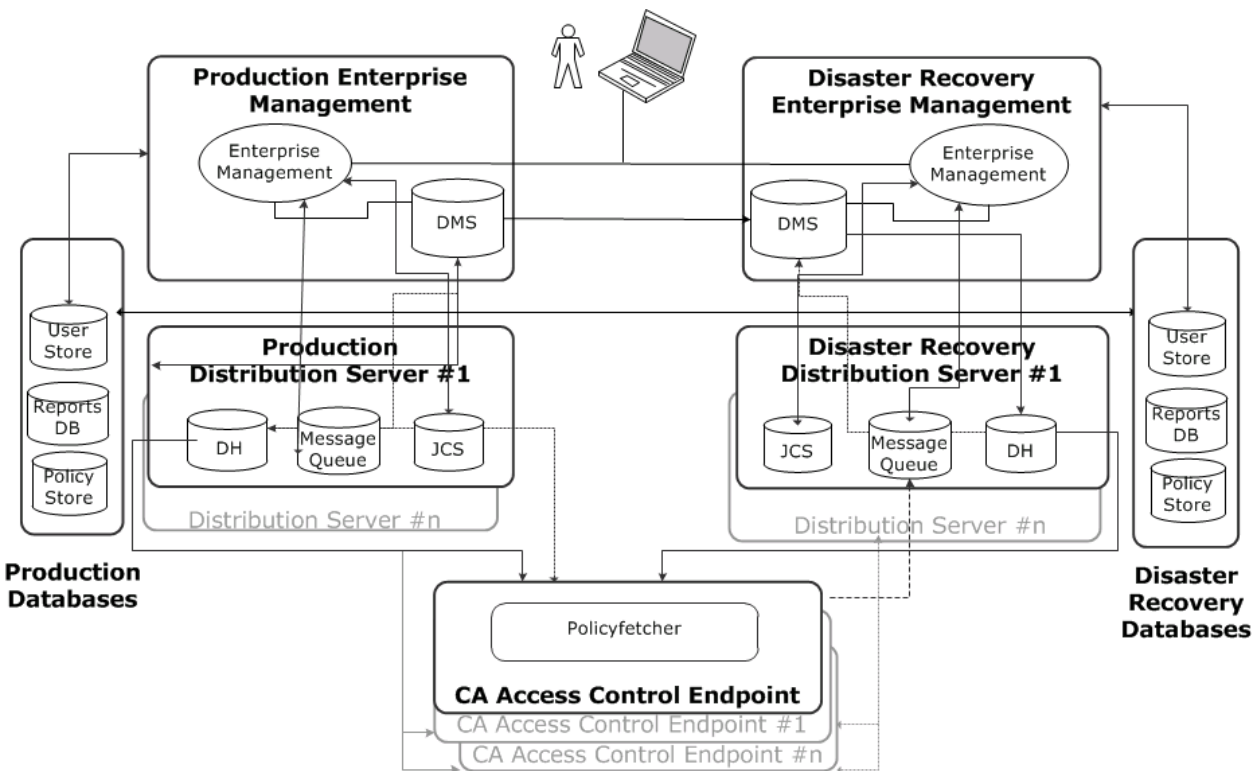 Production Enterprise
Management
Enterprise
Management
DMS
Disaster Recovery
Enterprise Management
Enterprise
Management
DMS
User
Store
Reports
DB
Policy
Store
Production
Databases
Production
Distribution Server #1
DH
Message
Queue
JCS
Distribution Server #n
Disaster Recovery
Distribution Server #1
JCS
Message
Queue
DH
Distribution Server #n
User
Store
Reports
DB
Policy
Store
Disaster
Recovery
Databases
Policyfetcher
CA Access Control Endpoint
CA Access Control Endpoint #1
CA Access Control Endpoint #n